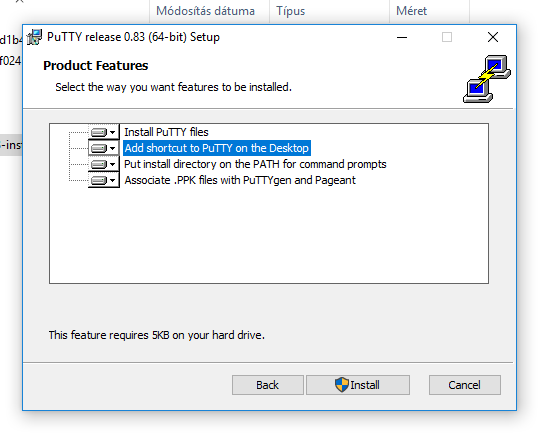 Módosítás dátuma Típus Méret
d1b4
f024
PuTTY release 0.83 (64-bit) Setup
Product Features
Select the way you want features to be installed.
Install PuTTY files
Add shortcut to PuTTY on the Desktop
Put install directory on the PATH for command prompts
Associate .PPK files with PuTTYgen and Pageant
-inst
This feature requires 5KB on your hard drive.
Back Install Cancel